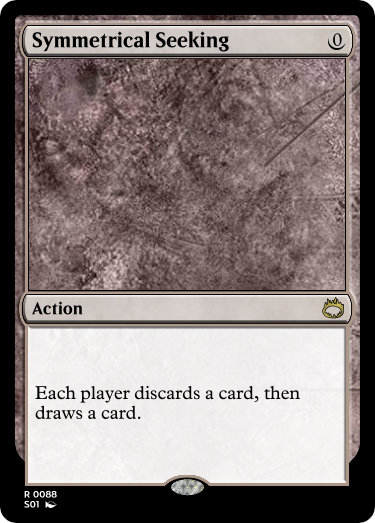 Symmetrical Seeking 0
Action
Each player discards a card, then
draws a card.
R 0088
S01